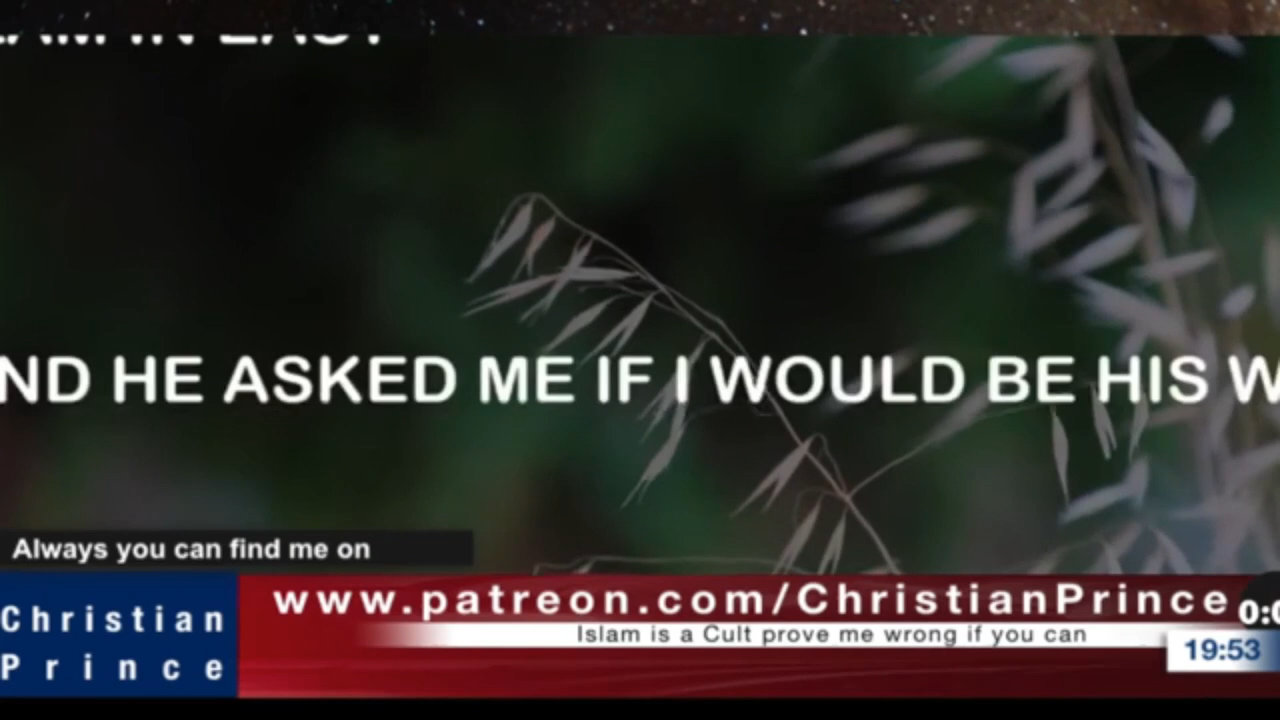 ND HE ASKED ME IF I WOULD BE HIS
Always you can find me on
Christian
Prince
www.patreon.com/ChristianPrince
Islam is a Cult prove me wrong if you can
19:53